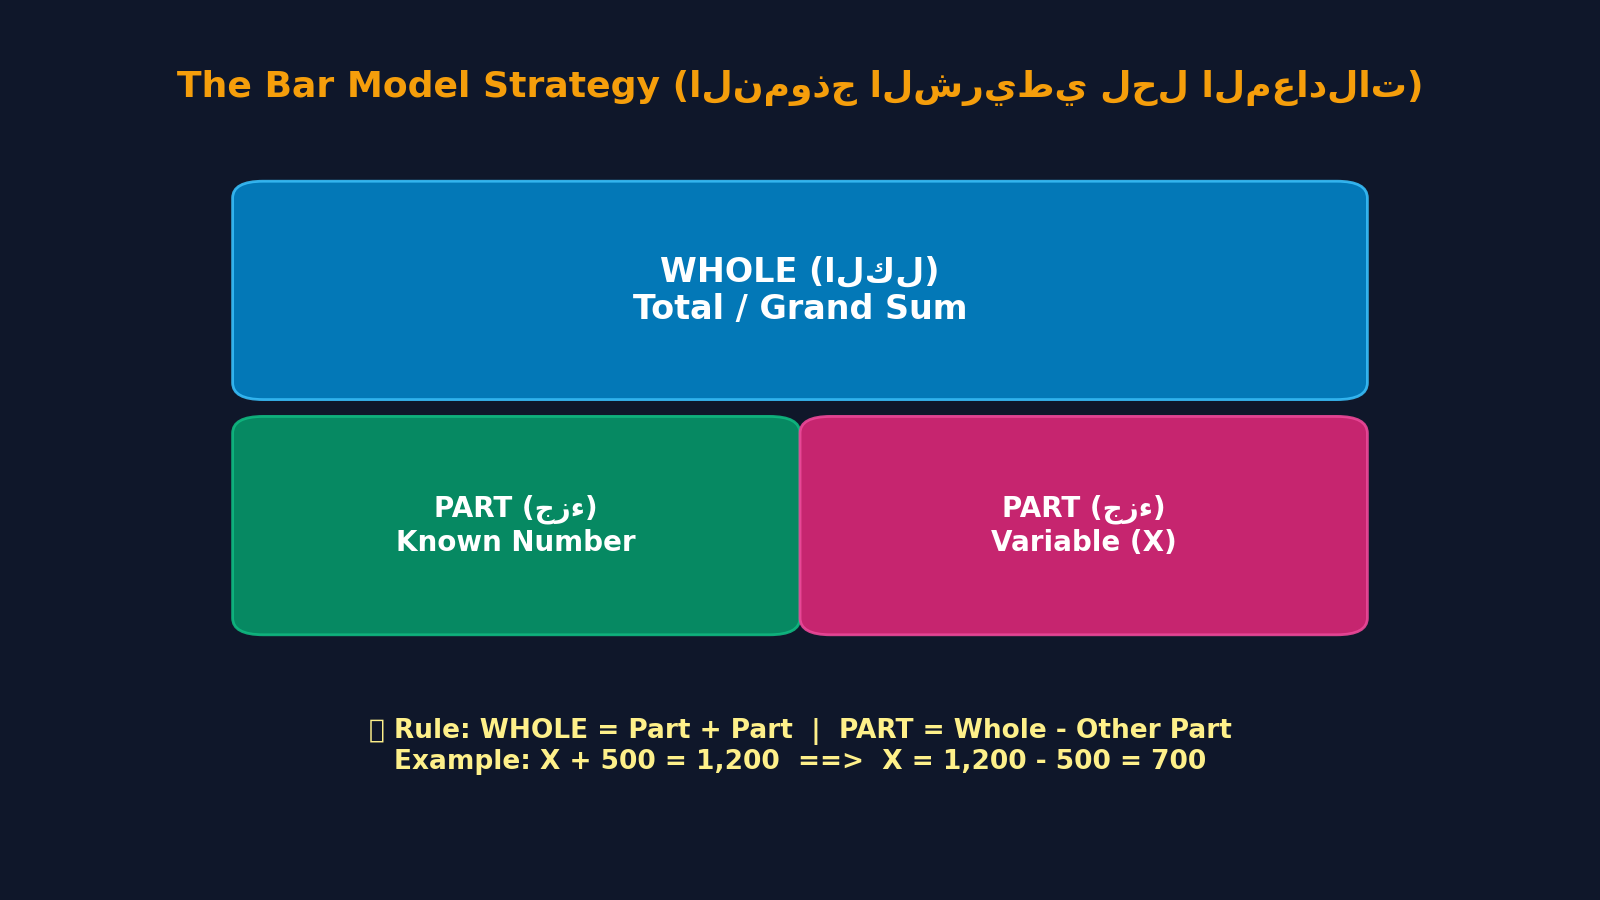 The Bar Model Strategy (النموذج الشريطي لحل المعادلات)
WHOLE (الكل)
Total / Grand Sum
PART (جزء)
Known Number
PART (جزء)
Variable (X)
Rule: WHOLE = Part + Part | PART = Whole - Other Part
Example: X + 500 = 1,200 ==> X = 1,200 - 500 = 700